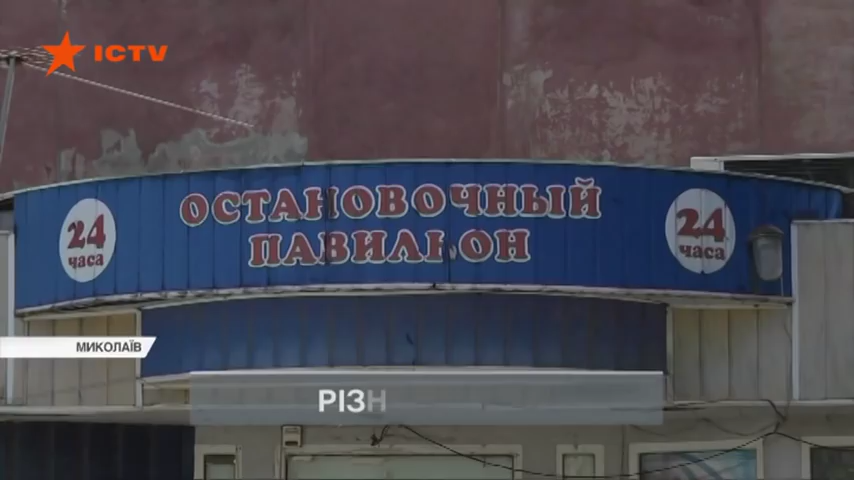 ICTV
ОСТАНОВОЧНЫЙ
ПАВИЛЬОН
24
часа
24
часа
МИКОЛАЇВ
РІЗН